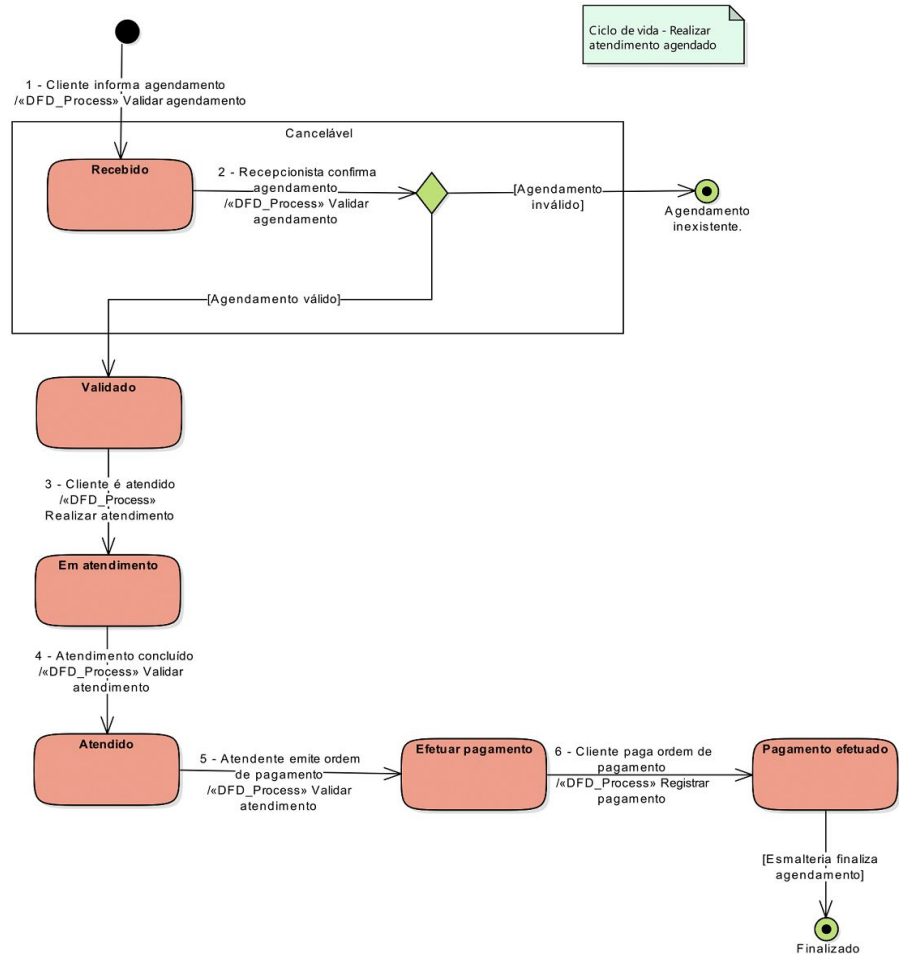 Ciclo de vida - Realizar
atendimento agendado
1 - Cliente informa agendamento
/«DFD_Process» Validar agendamento
Cancelável
Recebido
2 - Recepcionista confirma
agendamento
/«DFD_Process» Validar
agendamento
[Agendamento
inválido]
Agendamento
inexistente.
[Agendamento válido]
Validado
3 - Cliente é atendido
/«DFD_Process»
Realizar atendimento
Em atendimento
4 - Atendimento concluído
/«DFD_Process» Validar
atendimento
Atendido
5 - Atendente emite ordem
de pagamento
/«DFD_Process» Validar
atendimento
Efetuar pagamento
6 - Cliente paga ordem de
pagamento
/«DFD_Process» Registrar
pagamento
Pagamento efetuado
[Esmalteria finaliza
agendamento]
Finalizado